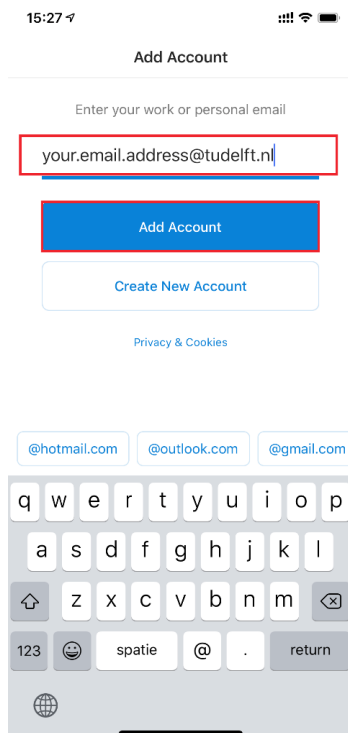 15:27
Add Account
Enter your work or personal email
your.email.address@tudelft.nl
Add Account
Create New Account
Privacy & Cookies
@hotmail.com @outlook.com @gmail.com
q w e r t y u i o p
a s d f g h j k l
z x c v b n m
123 spatie @ . return